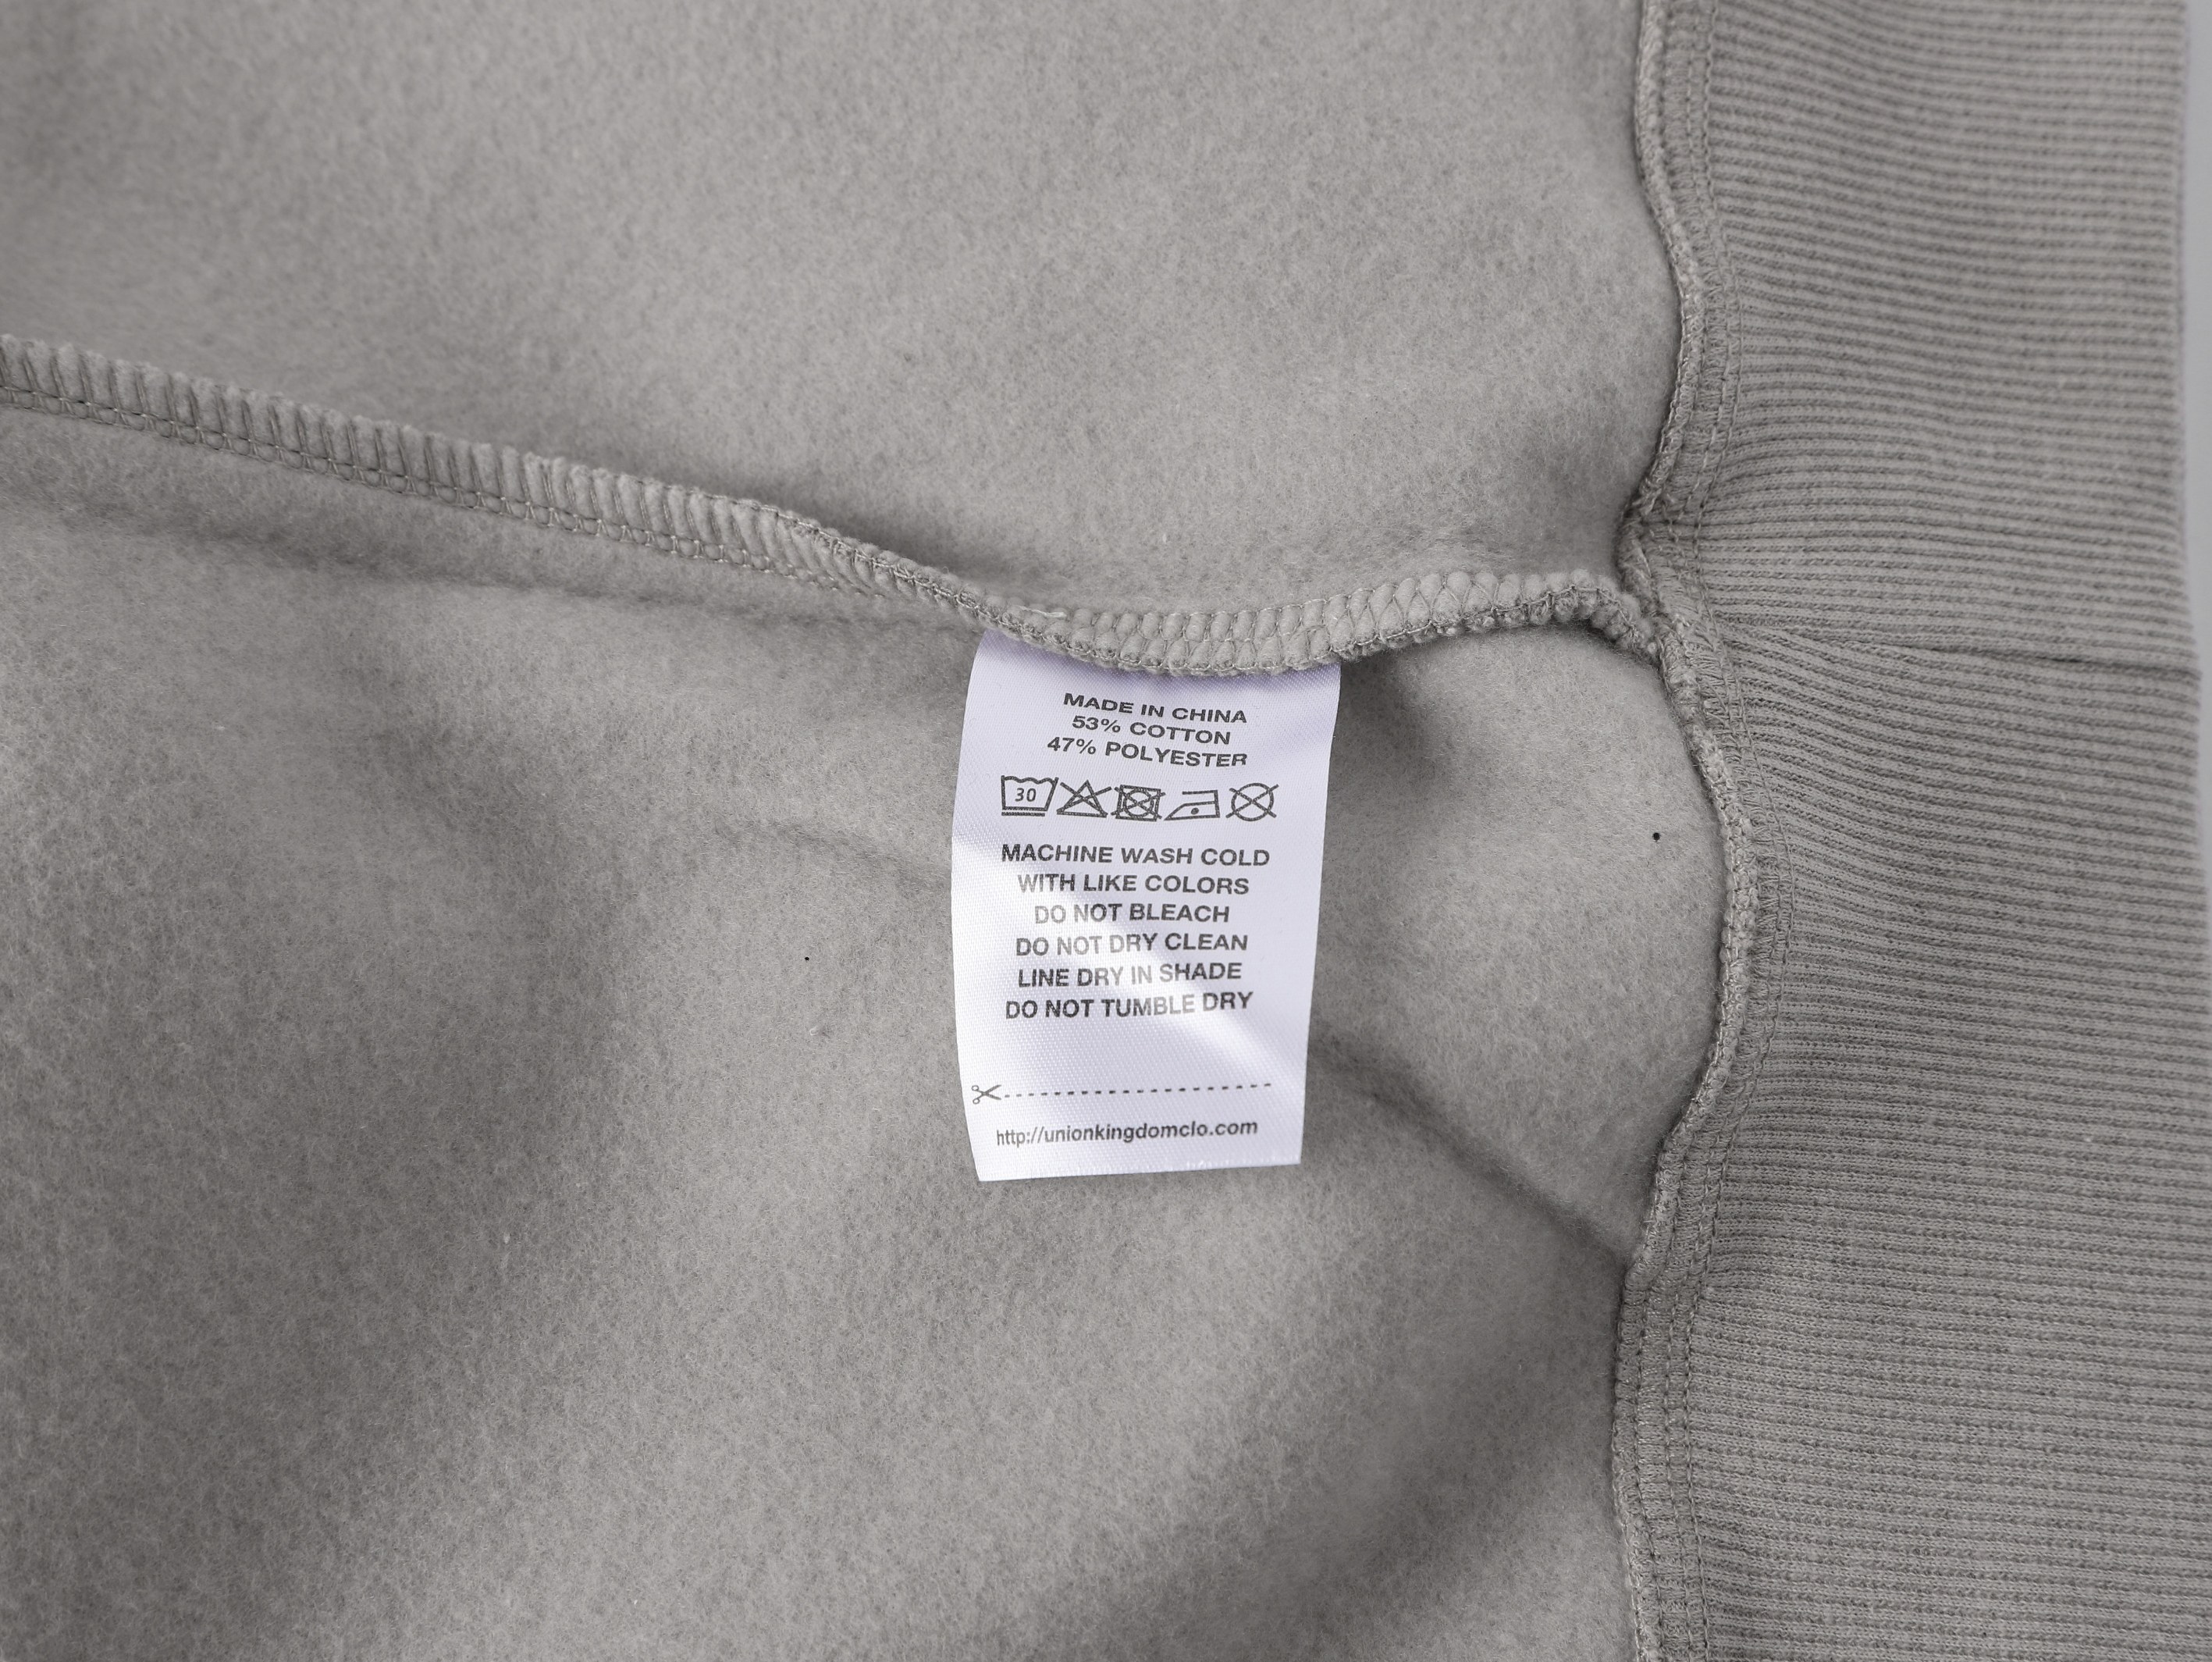 MADE IN CHINA
53% COTTON
47% POLYESTER
30
MACHINE WASH COLD
WITH LIKE COLORS
DO NOT BLEACH
DO NOT DRY CLEAN
LINE DRY IN SHADE
DO NOT TUMBLE DRY
http://unionkingdomclo.com